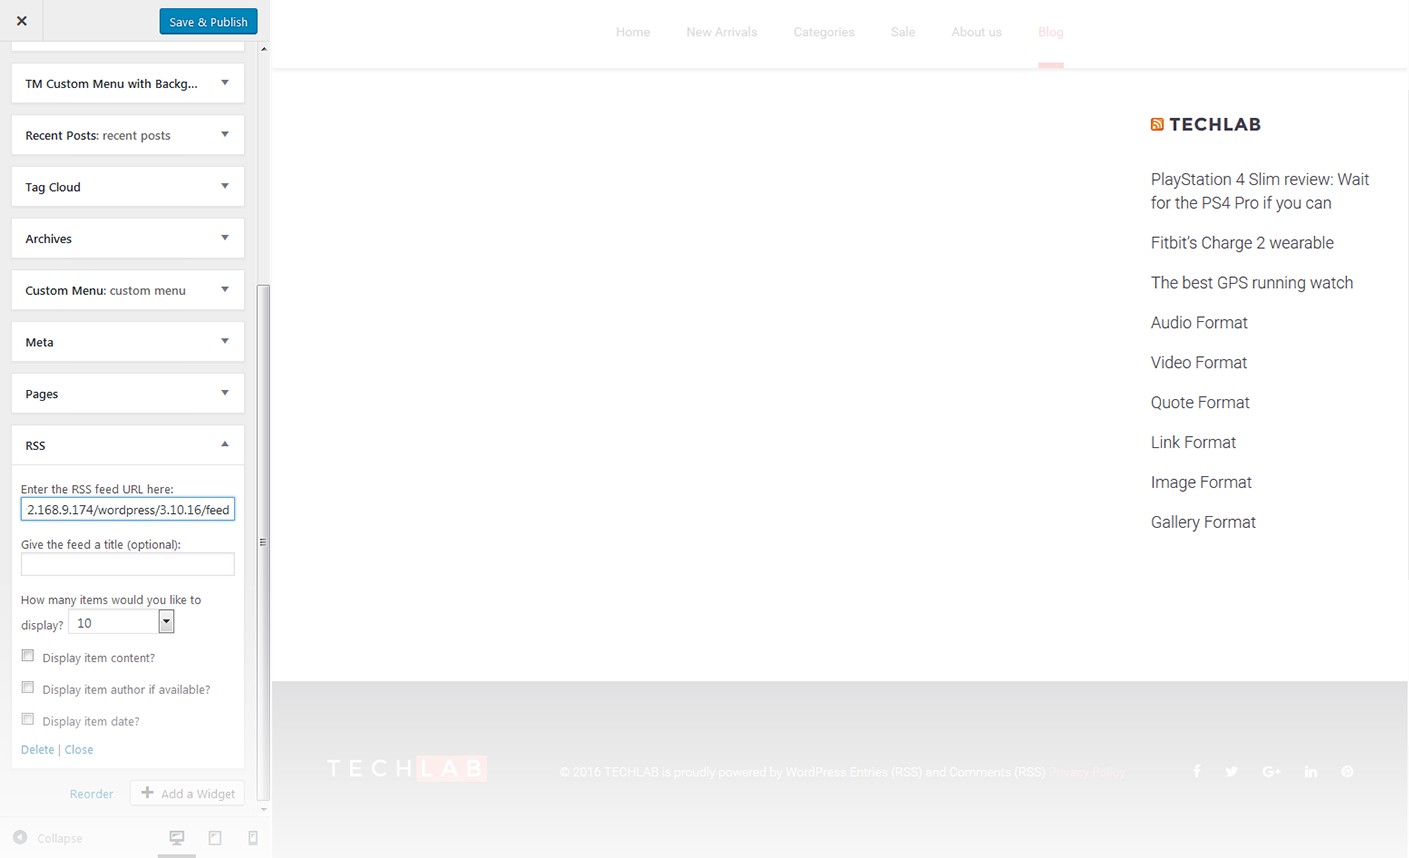 Save & Publish
TM Custom Menu with Backg...
Recent Posts: recent posts
Tag Cloud
Archives
Custom Menu: custom menu
Meta
Pages
RSS
Enter the RSS feed URL here:
2.168.9.174/wordpress/3.10.16/feed
Give the feed a title (optional):
How many items would you like to
display? 10
Display item content?
Display item author if available?
Display item date?
Delete | Close
Reorder
Add a Widget
Collapse
Home New Arrivals Categories Sale About us Blog
TECHLAB
PlayStation 4 Slim review: Wait
for the PS4 Pro if you can
Fitbit’s Charge 2 wearable
The best GPS running watch
Audio Format
Video Format
Quote Format
Link Format
Image Format
Gallery Format
TECHLAB
© 2016 TECHLAB is proudly powered by WordPress Entries (RSS) and Comments (RSS) Privacy Policy